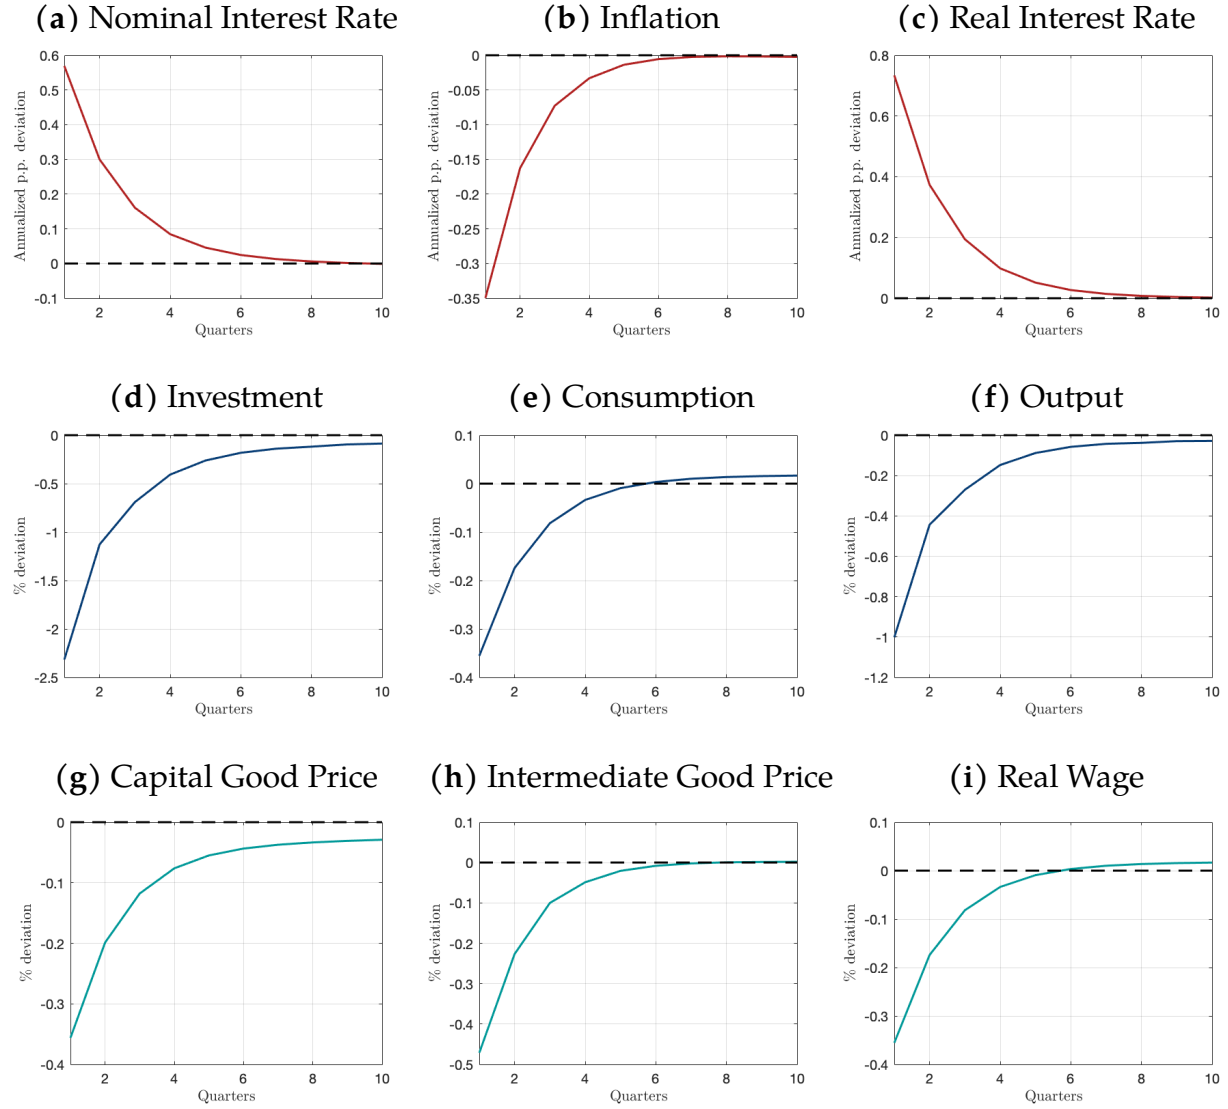 (a) Nominal Interest Rate
Annualized p.p. deviation
0.6
0.5
0.4
0.3
0.2
0.1
0
-0.1
2 4 6 8 10
Quarters
(b) Inflation
Annualized p.p. deviation
0
-0.05
-0.1
-0.15
-0.2
-0.25
-0.3
-0.35
2 4 6 8 10
Quarters
(c) Real Interest Rate
Annualized p.p. deviation
0.8
0.6
0.4
0.2
0
2 4 6 8 10
Quarters
(d) Investment
% deviation
0
-0.5
-1
-1.5
-2
-2.5
2 4 6 8 10
Quarters
(e) Consumption
% deviation
0.1
0
-0.1
-0.2
-0.3
-0.4
2 4 6 8 10
Quarters
(f) Output
% deviation
0
-0.2
-0.4
-0.6
-0.8
-1
-1.2
2 4 6 8 10
Quarters
(g) Capital Good Price
% deviation
0
-0.1
-0.2
-0.3
-0.4
2 4 6 8 10
Quarters
(h) Intermediate Good Price
% deviation
0.1
0
-0.1
-0.2
-0.3
-0.4
-0.5
2 4 6 8 10
Quarters
(i) Real Wage
% deviation
0.1
0
-0.1
-0.2
-0.3
-0.4
2 4 6 8 10
Quarters